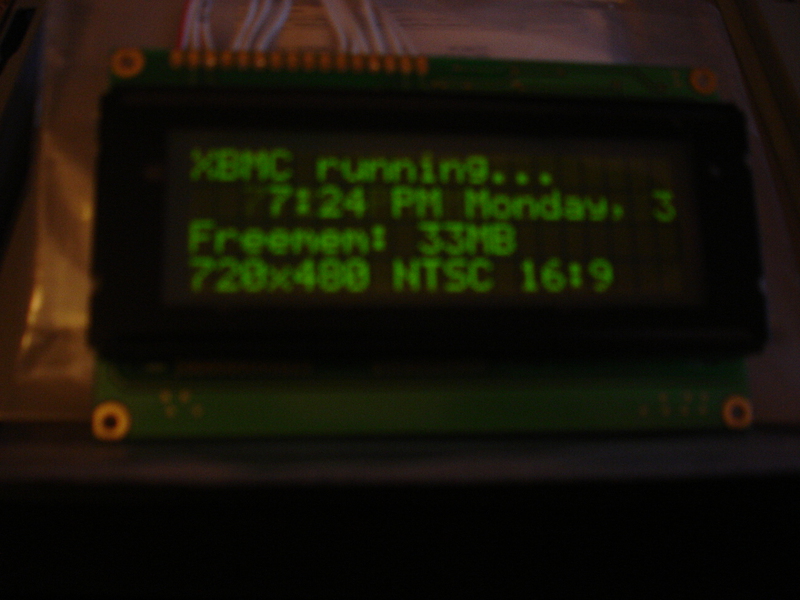 XBMC running...
7:24 PM Monday, 3
Freemem: 33MB
720x480 NTSC 16:9